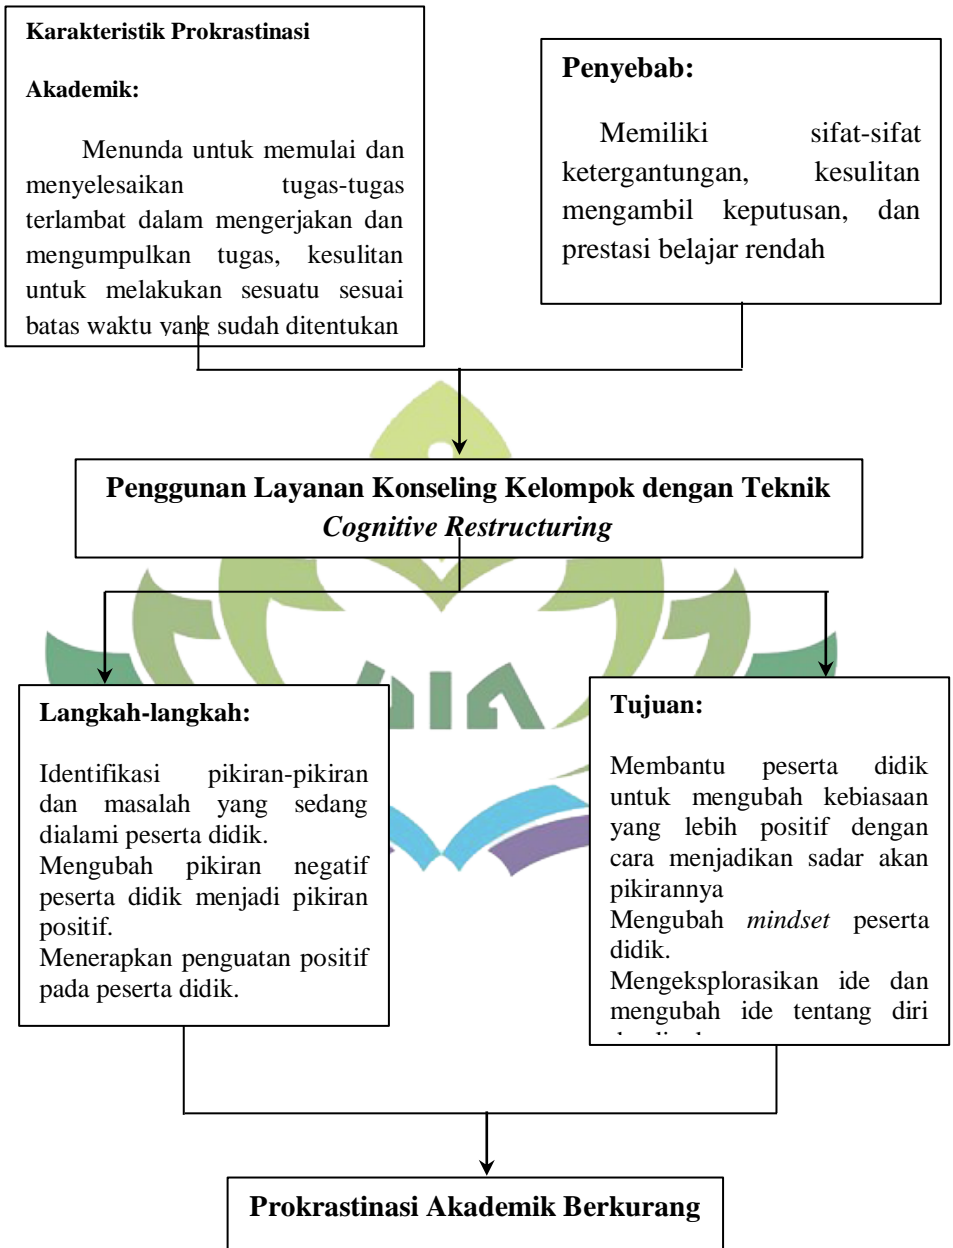 Karakteristik Prokrastinasi
Akademik:
Menunda untuk memulai dan
menyelesaikan tugas-tugas
terlambat dalam mengerjakan dan
mengumpulkan tugas, kesulitan
untuk melakukan sesuatu sesuai
batas waktu yang sudah ditentukan
Penyebab:
Memiliki sifat-sifat
ketergantungan, kesulitan
mengambil keputusan, dan
prestasi belajar rendah
Penggunan Layanan Konseling Kelompok dengan Teknik
Cognitive Restructuring
Langkah-langkah:
Identifikasi pikiran-pikiran
dan masalah yang sedang
dialami peserta didik.
Mengubah pikiran negatif
peserta didik menjadi pikiran
positif.
Menerapkan penguatan positif
pada peserta didik.
Tujuan:
Membantu peserta didik
untuk mengubah kebiasaan
yang lebih positif dengan
cara menjadikan sadar akan
pikirannya
Mengubah mindset peserta
didik.
Mengeksplorasikan ide dan
mengubah ide tentang diri
Prokrastinasi Akademik Berkurang